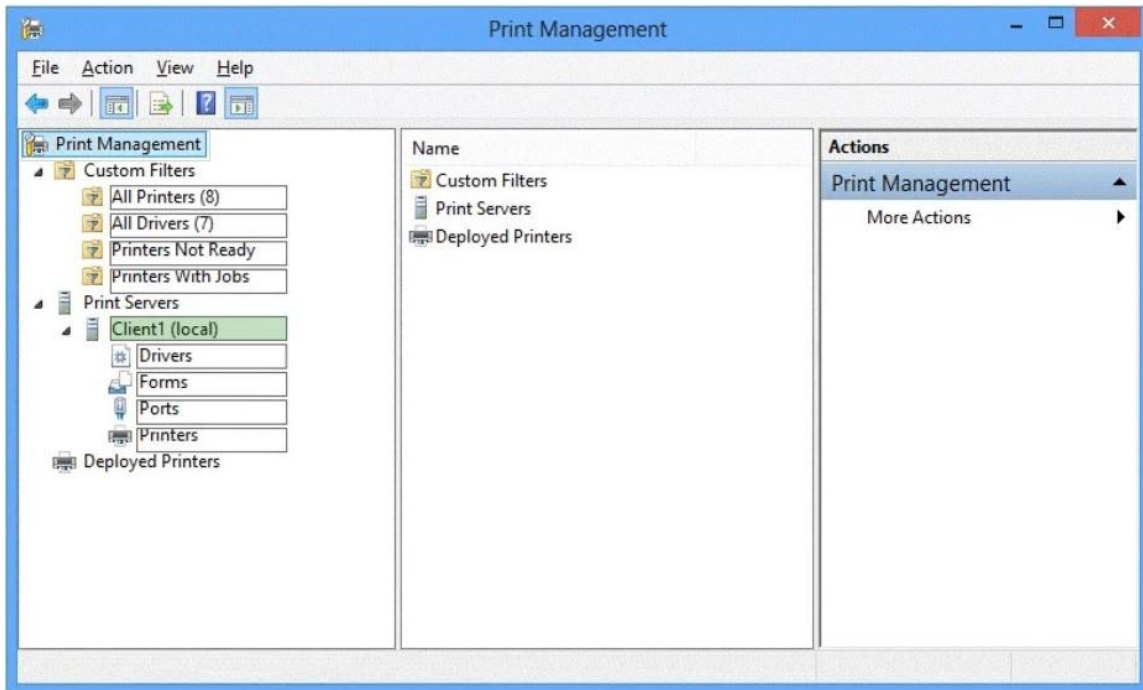 Print Management
File Action View Help
Print Management
Custom Filters
All Printers (8)
All Drivers (7)
Printers Not Ready
Printers With Jobs
Print Servers
Client1 (local)
Drivers
Forms
Ports
Printers
Deployed Printers
Name
Custom Filters
Print Servers
Deployed Printers
Actions
Print Management
More Actions